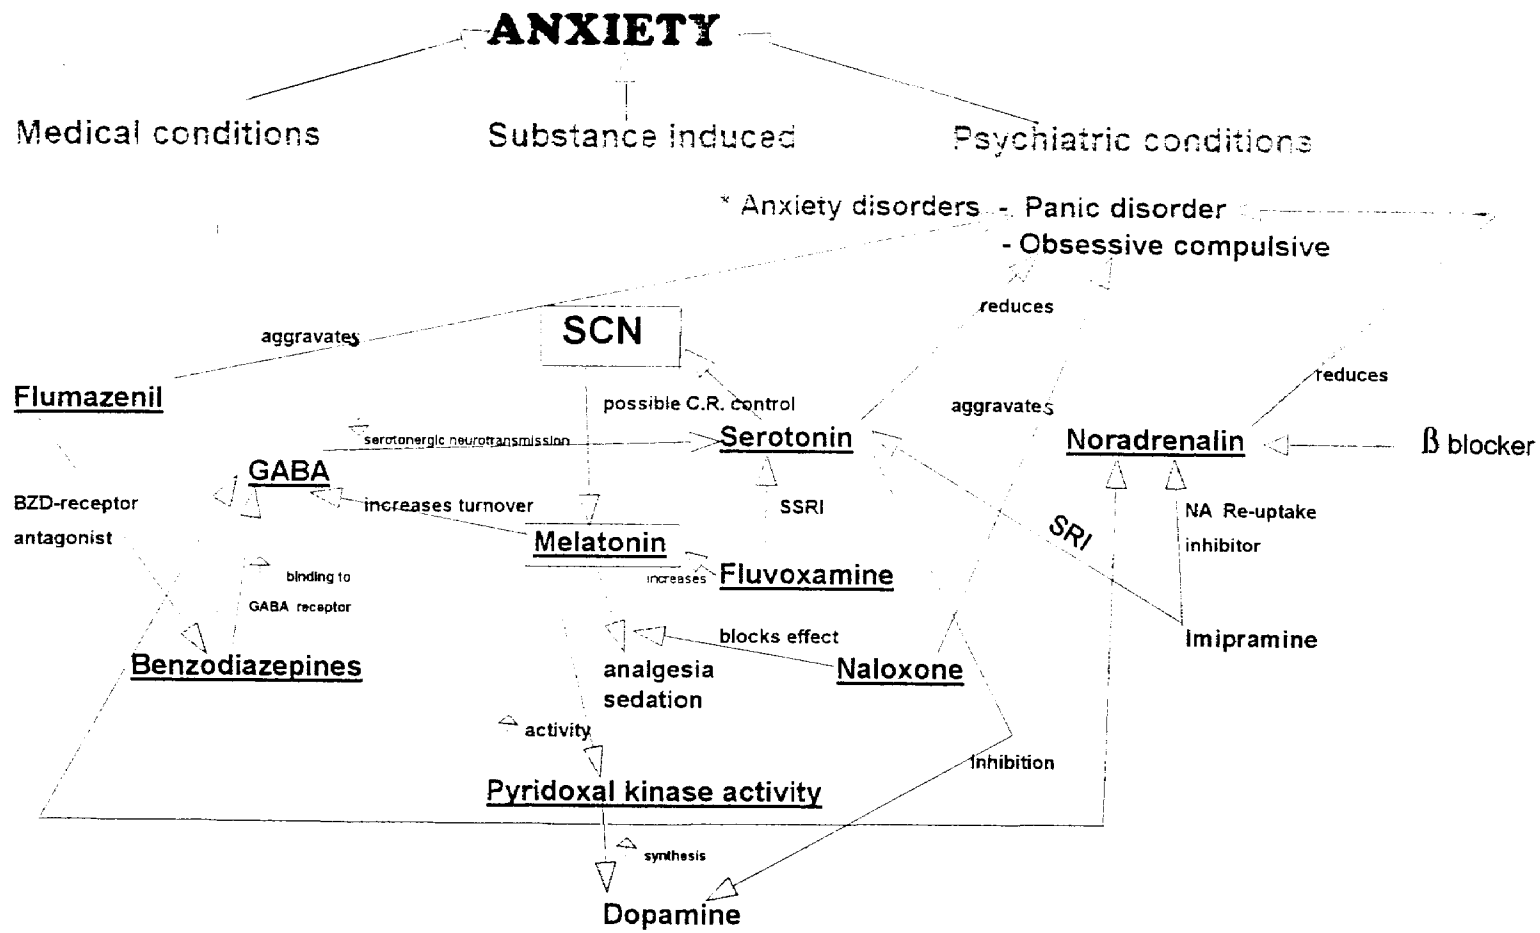 ANXIETY
Medical conditions
Substance induced
Psychiatric conditions
* Anxiety disorders - Panic disorder
- Obsessive compulsive
reduces
aggravates
SCN
reduces
Flumazenil
possible C.R. control
aggravates
serotonergic neurotransmission
Serotonin
Noradrenalin
ß blocker
GABA
BZD-receptor
antagonist
increases turnover
SSRI
SRI
NA Re-uptake
inhibitor
Melatonin
binding to
GABA receptor
increases
Fluvoxamine
blocks effect
Imipramine
Benzodiazepines
analgesia
sedation
Naloxone
activity
Inhibition
Pyridoxal kinase activity
synthesis
Dopamine